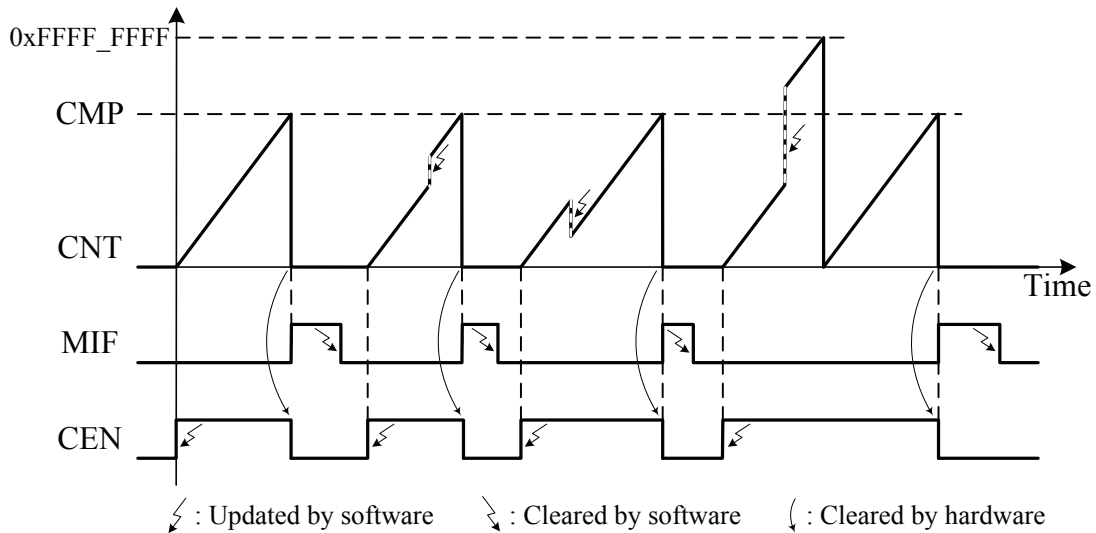 0xFFFF_FFFF
CMP
CNT
Time
MIF
CEN
: Updated by software : Cleared by software : Cleared by hardware